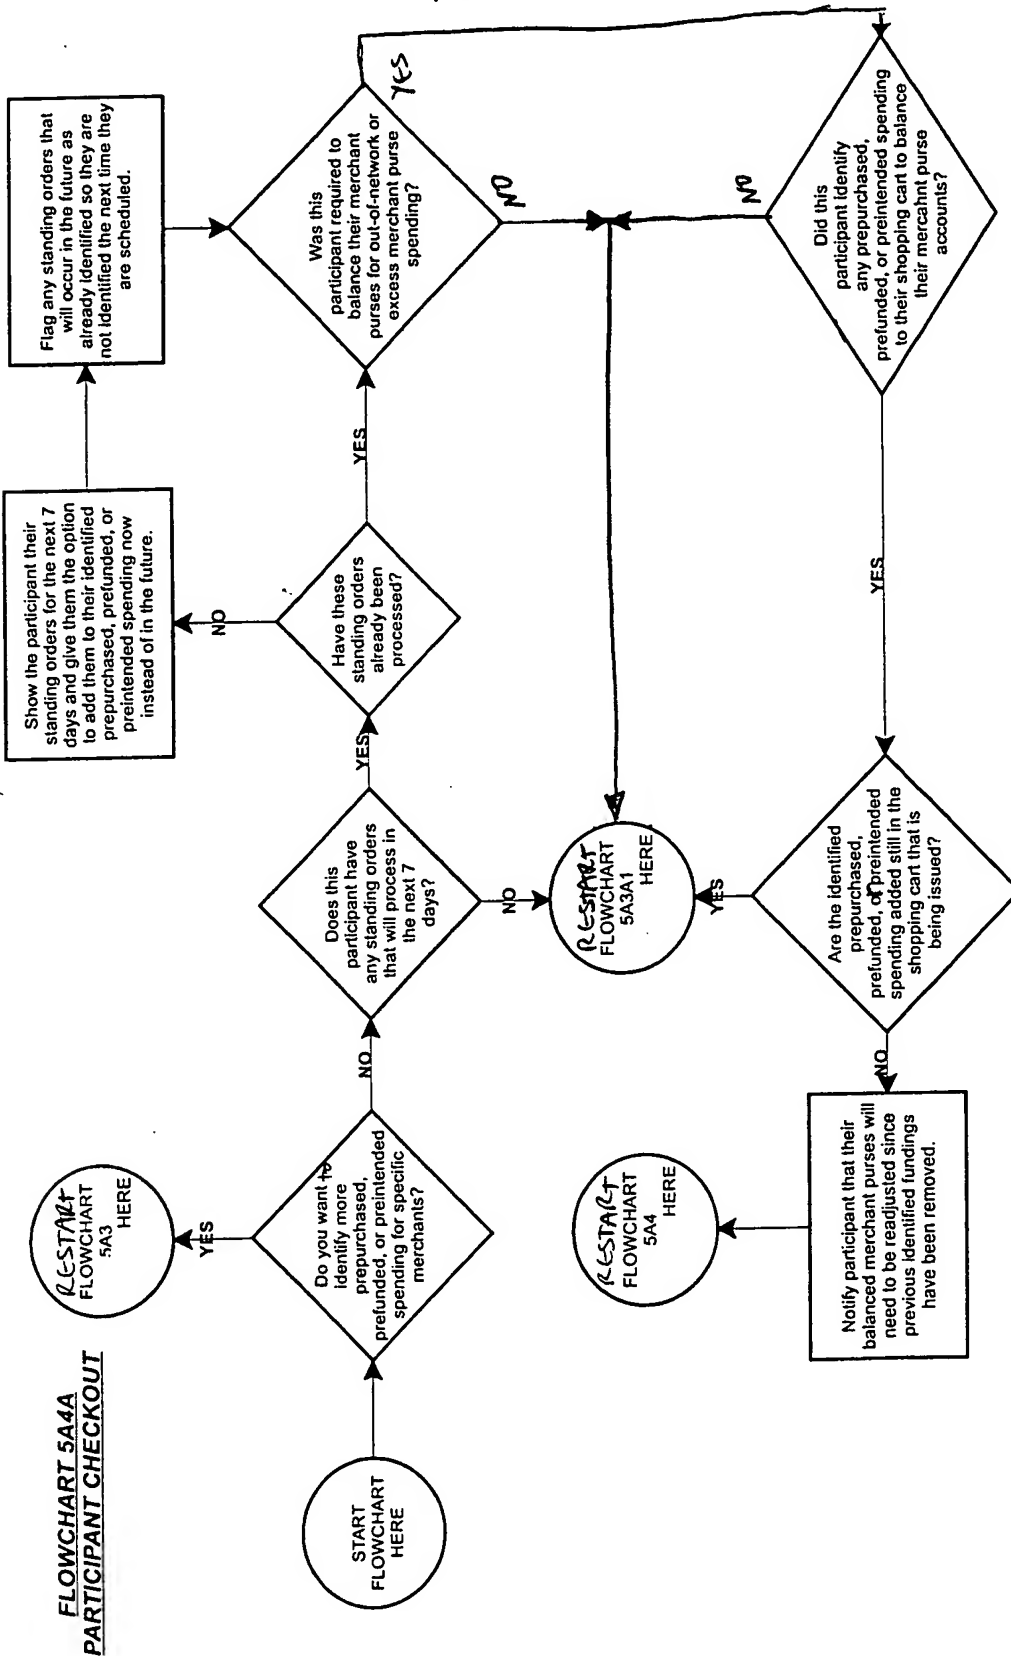 FLOWCHART 5A4A
PARTICIPANT CHECKOUT
START
FLOWCHART
HERE
Do you want to
identify more
prepurchased,
prefunded, or preintended
spending for specific
merchants?
YES
RESTART
FLOWCHART
5A3
HERE
NO
Does this
participant have
any standing orders
that will process in
the next 7
days?
NO
YES
Have these
standing orders
already been
processed?
NO
Show the participant their
standing orders for the next 7
days and give them the option
to add them to their identified
prepurchased, prefunded, or
preintended spending now
instead of in the future.
Flag any standing orders that
will occur in the future as
already identified so they are
not identified the next time they
are scheduled.
YES
Was this
participant required to
balance their merchant
purses for out-of-network or
excess merchant purse
spending?
YES
NO
RESTART
FLOWCHART
5A3A1
HERE
Did this
participant identify
any prepurchased,
prefunded, or preintended spending
to their shopping cart to balance
their mercahnt purse
accounts?
NO
YES
Are the identified
prepurchased,
prefunded, or preintended
spending added still in the
shopping cart that is
being issued?
YES
NO
Notify participant that their
balanced merchant purses will
need to be readjusted since
previous identified fundings
have been removed.
RESTART
FLOWCHART
5A4
HERE